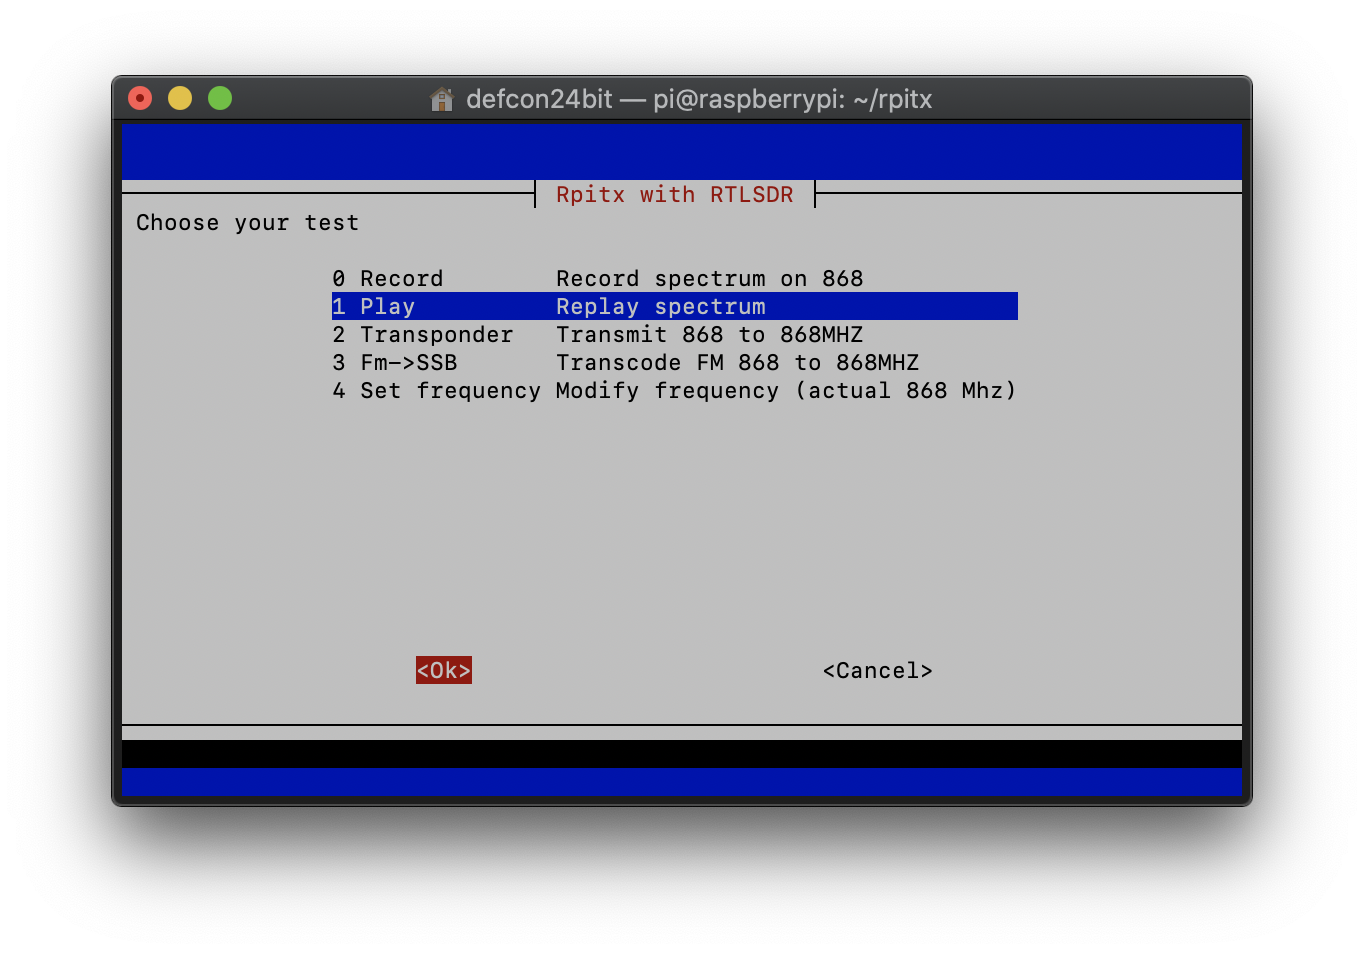 defcon24bit — pi@raspberrypi: ~/rpitx
Rpitx with RTLSDR
Choose your test
0 Record Record spectrum on 868
1 Play Replay spectrum
2 Transponder Transmit 868 to 868MHZ
3 Fm->SSB Transcode FM 868 to 868MHZ
4 Set frequency Modify frequency (actual 868 Mhz)
<Ok> <Cancel>